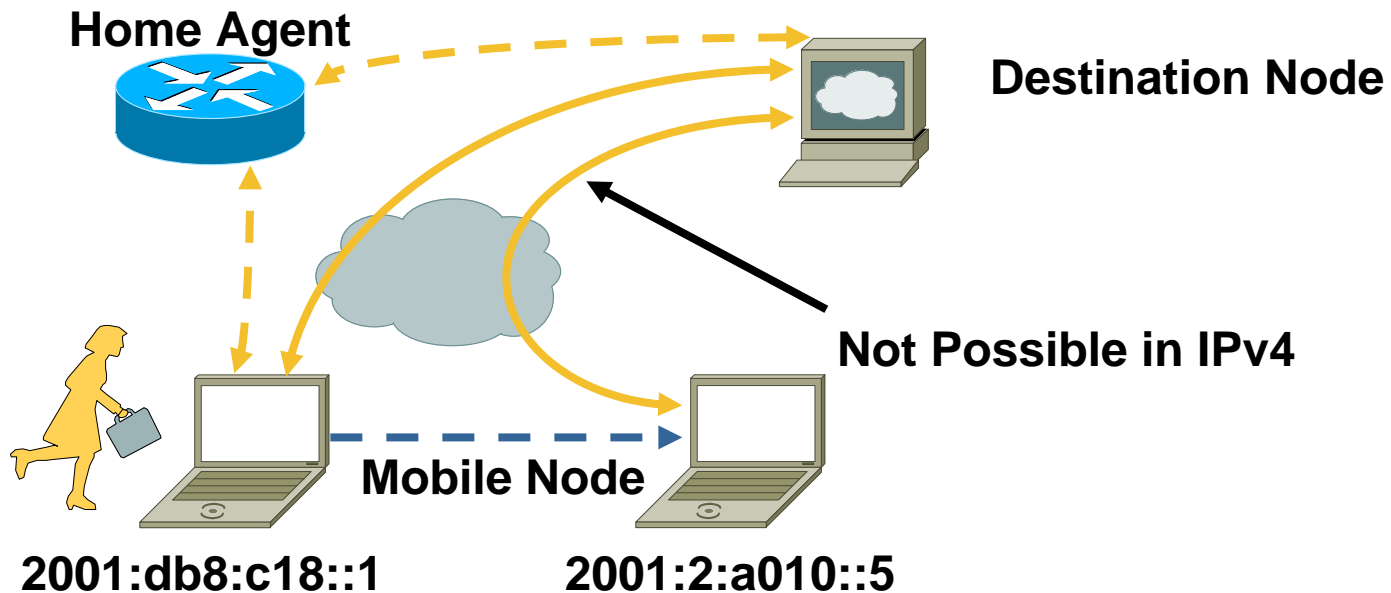 Home Agent
Destination Node
Not Possible in IPv4
Mobile Node
2001:db8:c18::1
2001:2:a010::5